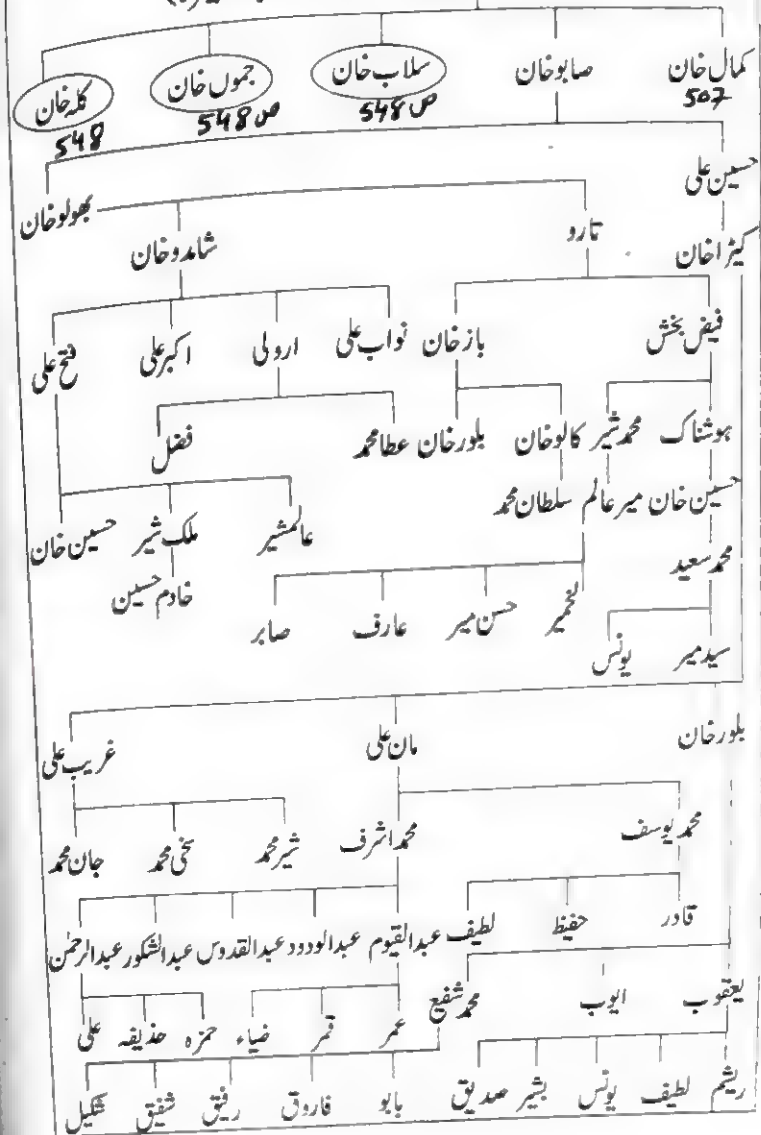 کمال خان صابو خان سلاب خان جموں خان کلہ خان
507 ص 548 ص 548 548
حسین علی
بھولو خان
شامدو خان تارو کیڑا خان
فیض بخش باز خان نواب علی ارولی اکبر علی فتح علی
ہوشناک محمد شیر کالو خان بلور خان عطا محمد فضل
حسین خان میر عالم سلطان محمد عالمشیر ملک شیر حسین خان
محمد سعید خادم حسین
حسن میر عارف صابر
سید میر یونس
بلور خان مان علی غریب علی
محمد یوسف محمد اشرف شیر محمد سخی محمد جان محمد
قادر حفیظ لطیف عبدالقیوم عبدالودود عبدالقدوس عبدالشکور عبدالرحمٰن
یعقوب ایوب محمد شفیع عمر قمر ضیاء حمزہ حذیفہ علی
ریشم لطیف یونس بشیر صدیق بابو فاروق رفیق شفیق شکیل